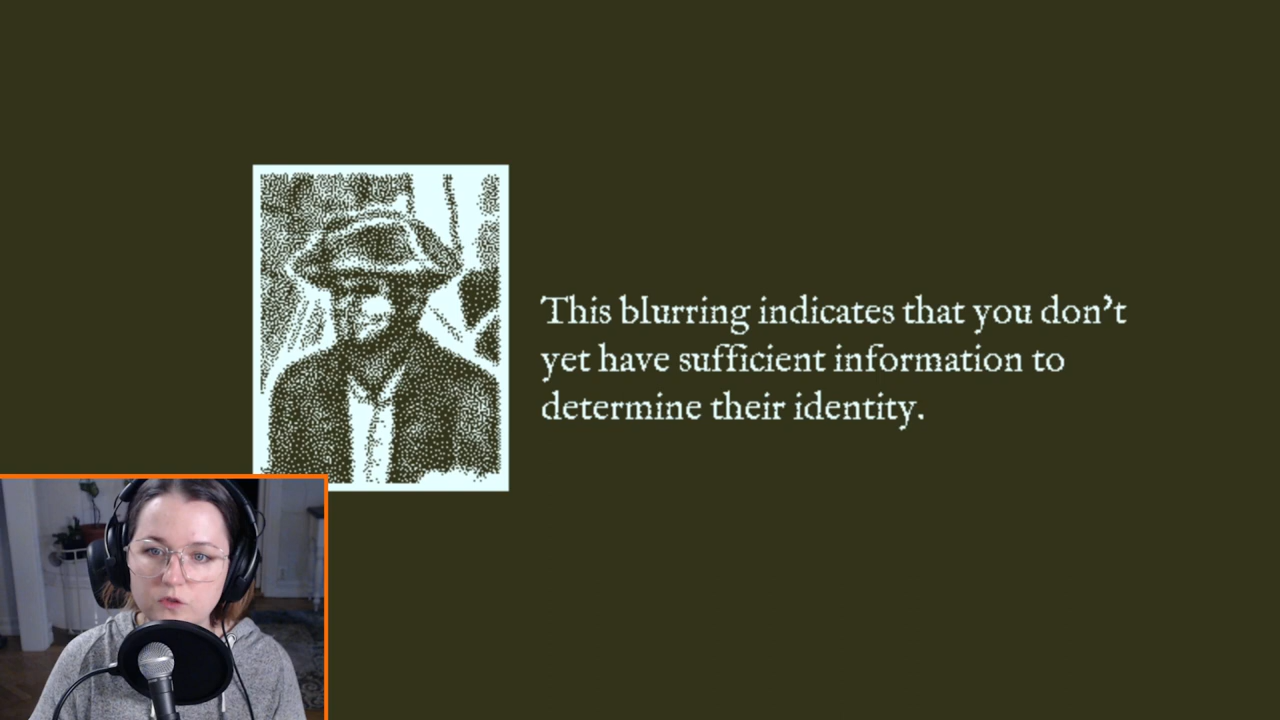 This blurring indicates that you don't
yet have sufficient information to
determine their identity.